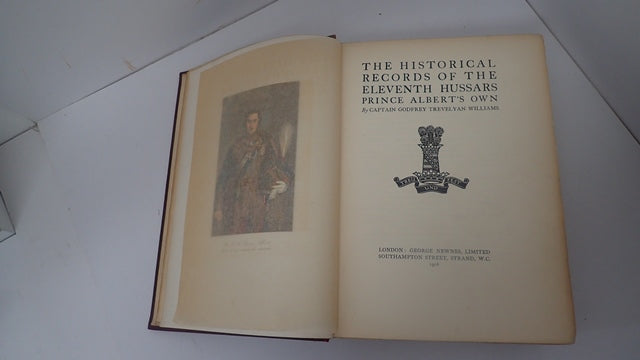 THE HISTORICAL
RECORDS OF THE
ELEVENTH HUSSARS
PRINCE ALBERT'S OWN
By CAPTAIN GODFREY TREVELYAN WILLIAMS
TREU UND FEST
LONDON: GEORGE NEWNES, LIMITED
SOUTHAMPTON STREET, STRAND, W.C.